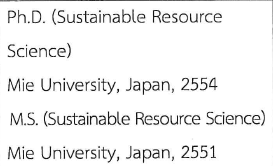 Ph.D. (Sustainable Resource
Science)
Mie University, Japan, 2554
M.S. (Sustainable Resource Science)
Mie University, Japan, 2551